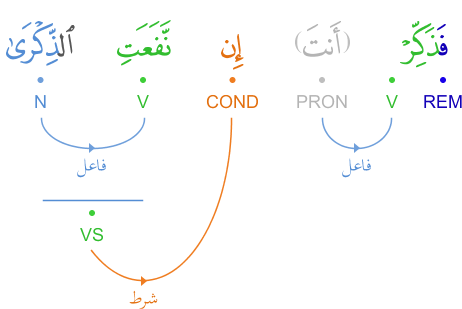 فَذَكِّرْ (أَنتَ) إِن نَّفَعَتِ ٱلذِّكْرَىٰ
REM V PRON COND V N
فاعل فاعل
VS
شرط